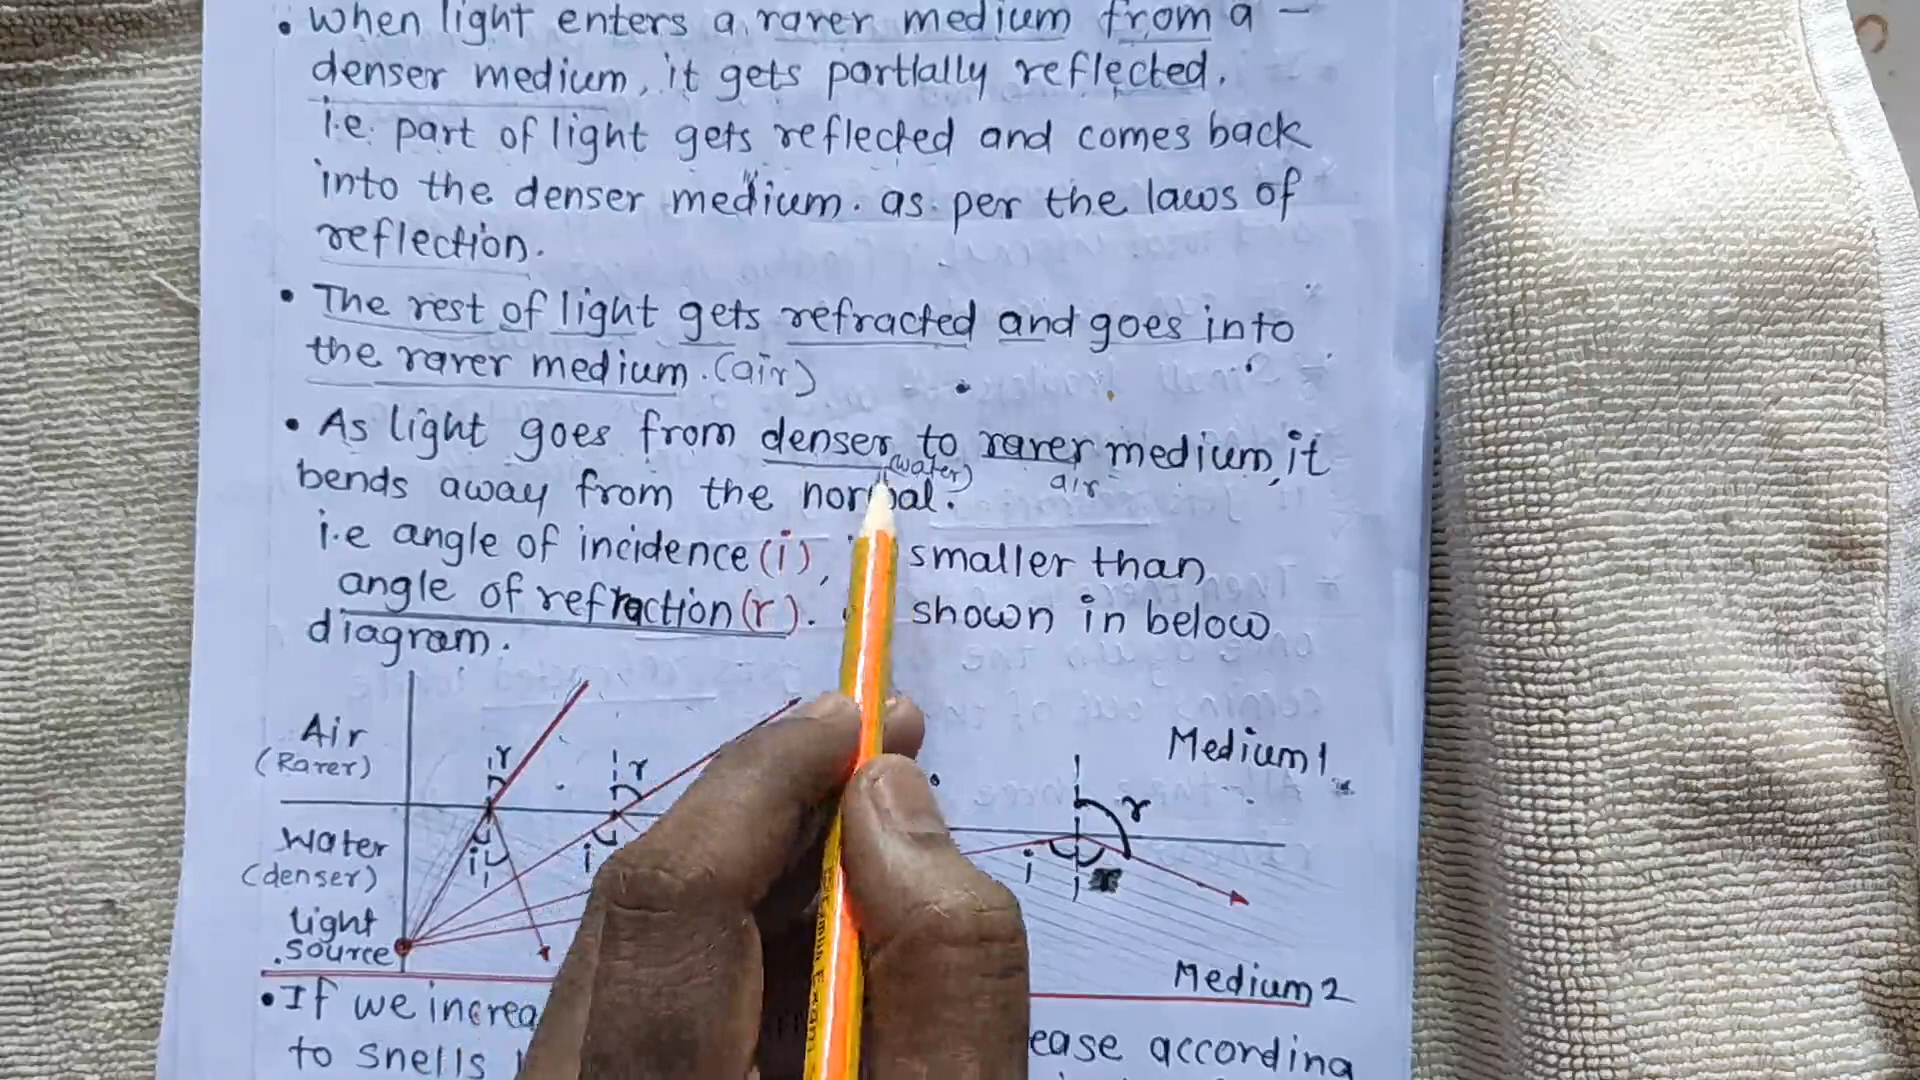 • When light enters a rarer medium from a -
denser medium, it gets partially reflected.
i.e. part of light gets reflected and comes back
into the denser medium. as per the laws of
reflection.
• The rest of light gets refracted and goes into
the rarer medium. (air)
• As light goes from denser to rarer medium, it
(water) air
bends away from the normal.
i.e angle of incidence (i), smaller than
angle of refraction (r). shown in below
diagram.
Air
(Rarer)
r
r
Medium 1
r
Water
(denser)
i
i
i
Light
Source
Medium 2
• If we increa
ease according
to snells